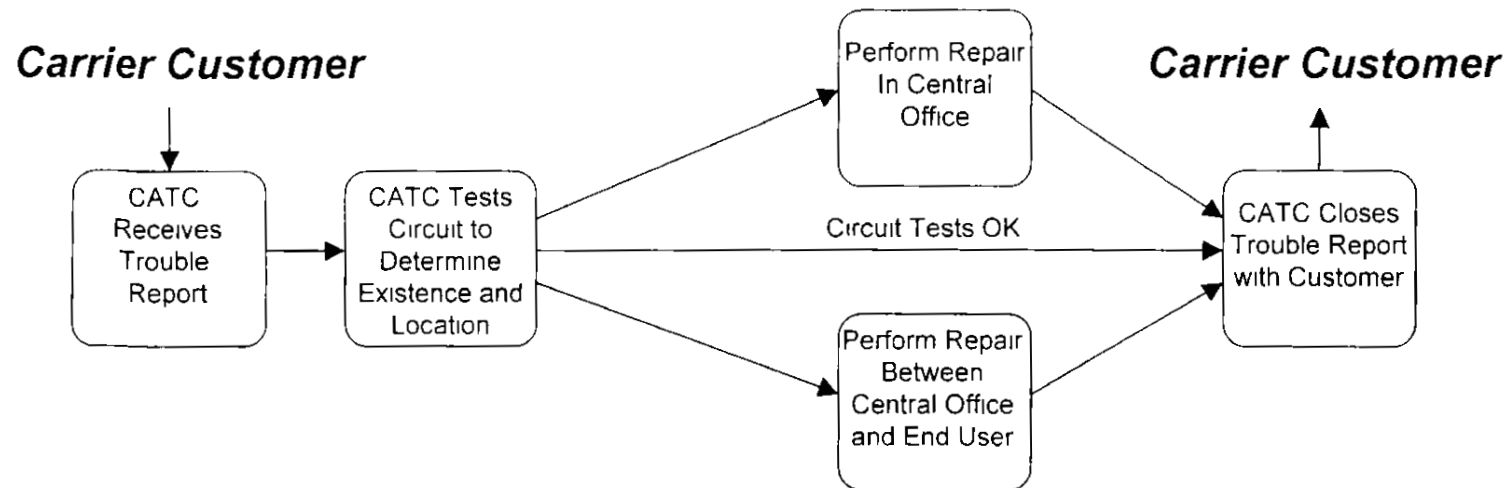 Carrier Customer
CATC
Receives
Trouble
Report
CATC Tests
Circuit to
Determine
Existence and
Location
Perform Repair
In Central
Office
Circuit Tests OK
Perform Repair
Between
Central Office
and End User
CATC Closes
Trouble Report
with Customer
Carrier Customer